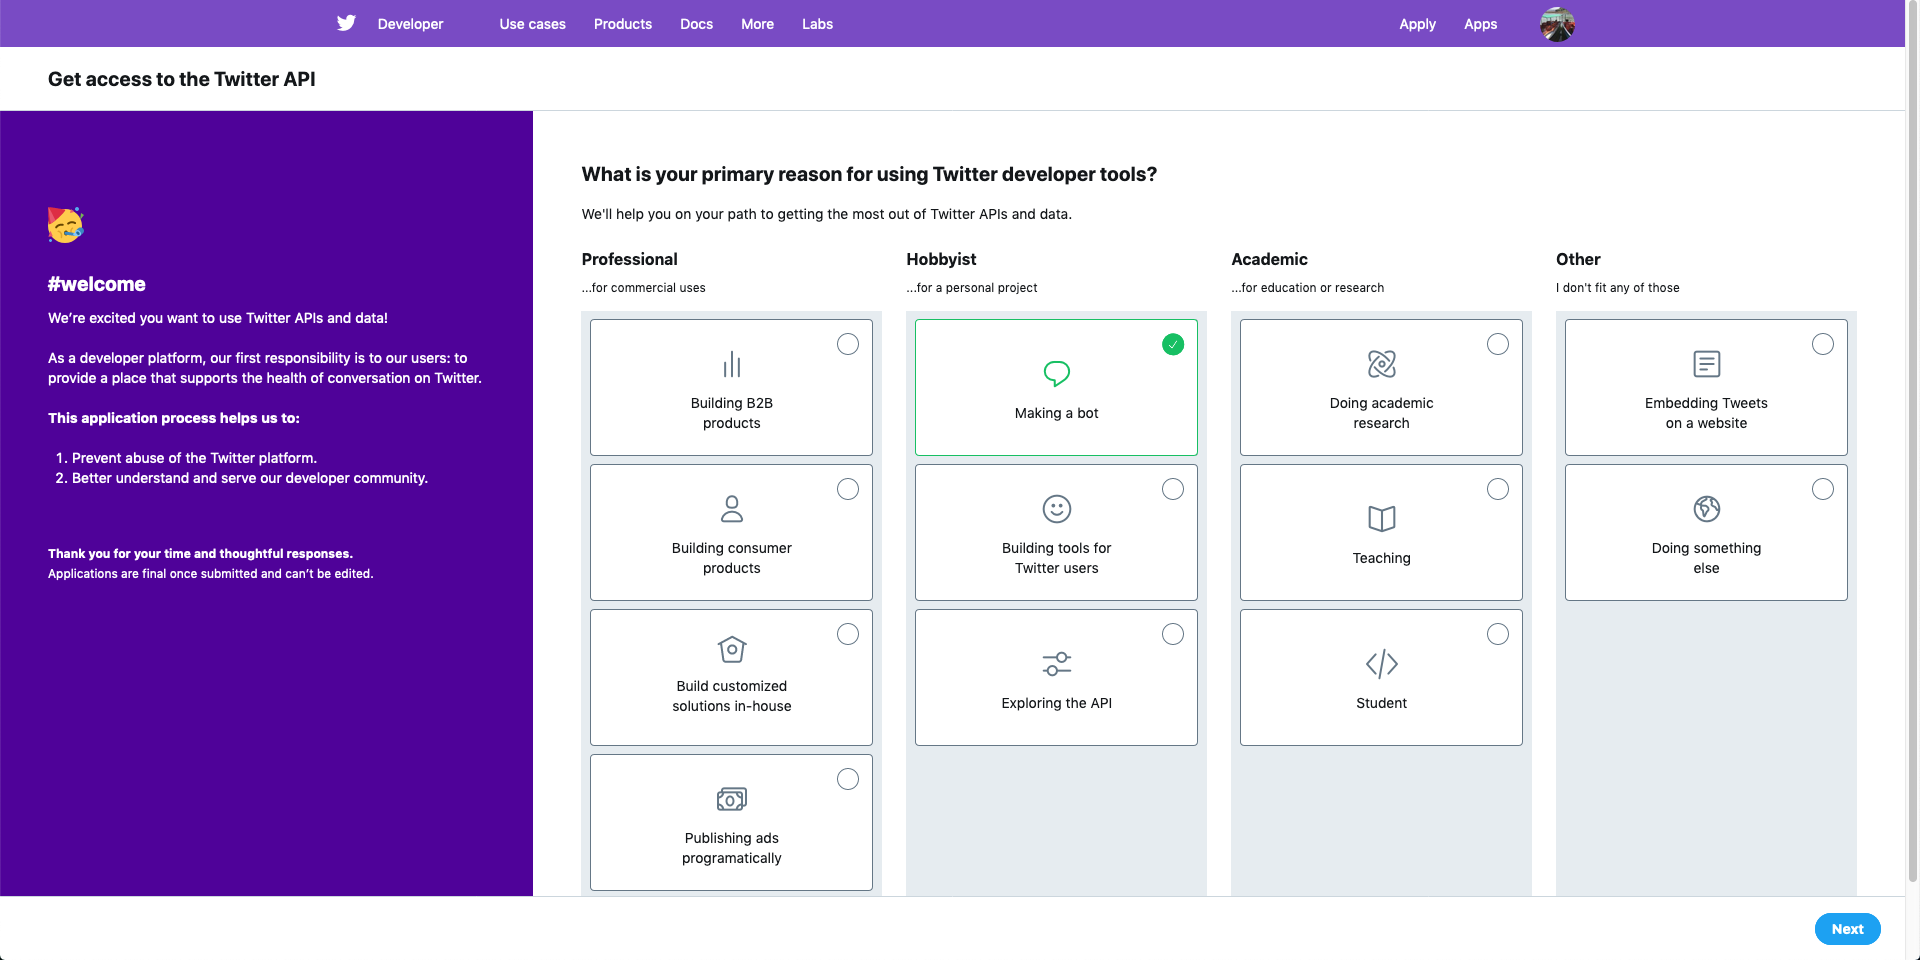 Developer
Use cases
Products
Docs
More
Labs
Apply
Apps
Get access to the Twitter API
#welcome
We’re excited you want to use Twitter APIs and data!
As a developer platform, our first responsibility is to our users: to
provide a place that supports the health of conversation on Twitter.
This application process helps us to:
1. Prevent abuse of the Twitter platform.
2. Better understand and serve our developer community.
Thank you for your time and thoughtful responses.
Applications are final once submitted and can’t be edited.
What is your primary reason for using Twitter developer tools?
We'll help you on your path to getting the most out of Twitter APIs and data.
Professional
...for commercial uses
Building B2B
products
Building consumer
products
Build customized
solutions in-house
Publishing ads
programatically
Hobbyist
...for a personal project
Making a bot
Building tools for
Twitter users
Exploring the API
Academic
...for education or research
Doing academic
research
Teaching
Student
Other
I don't fit any of those
Embedding Tweets
on a website
Doing something
else
Next